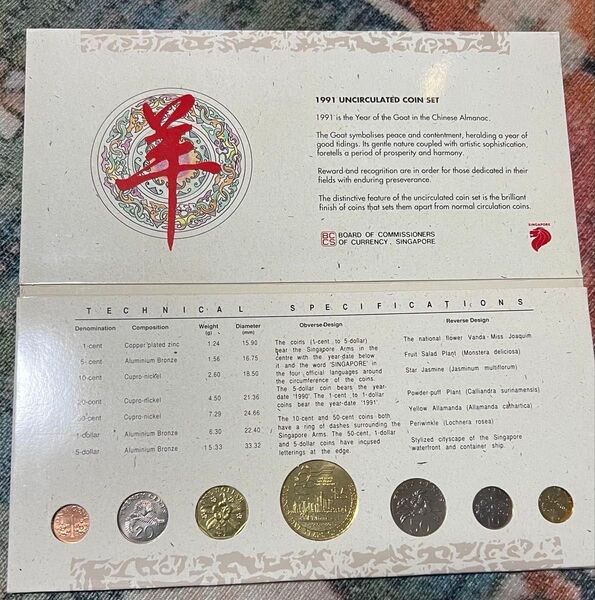 羊
1991 UNCIRCULATED COIN SET
1991 is the Year of the Goat in the Chinese Almanac.
The Goat symbolises peace and contentment, heralding a year of
good tidings. Its gentle nature coupled with artistic sophistication,
foretells a period of prosperity and harmony.
Reward and recognition are in order for those dedicated in their
fields with enduring preseverance.
The distinctive feature of the uncirculated coin set is the brilliant
finish of coins that sets them apart from normal circulation coins.
BCCS BOARD OF COMMISSIONERS
OF CURRENCY, SINGAPORE
SINGAPORE
TECHNICAL SPECIFICATIONS
Denomination Composition Weight (g) Diameter (mm) Obverse Design Reverse Design
1-cent Copper plated zinc 1.24 15.90
5-cent Aluminium Bronze 1.56 16.75
10-cent Cupro-nickel 2.60 18.50
20-cent Cupro-nickel 4.50 21.36
50-cent Cupro-nickel 7.29 24.66
1-dollar Aluminium Bronze 6.30 22.40
5-dollar Aluminium Bronze 15.33 33.32
The coins (1-cent to 5-dollar)
bear the Singapore Arms in the
centre with the year-date below
it and the word 'SINGAPORE' in
the four official languages around
the circumference of the coins.
The 5-dollar coin bears the year-date
'1990'. The 1-cent to 1-dollar
coins bear the year-date '1991'.
The 10-cent and 50-cent coins both
have a ring of dashes surrounding the
Singapore Arms. The 50-cent, 1-dollar
and 5-dollar coins have incused
letterings at the edge.
The national flower Vanda Miss Joaquim
Fruit Salad Plant (Monstera deliciosa)
Star Jasmine (Jasminum multiflorum)
Powder-puff Plant (Calliandra surinamensis)
Yellow Allamanda (Allamanda cathartica)
Periwinkle (Lochnera rosea)
Stylized cityscape of the Singapore
waterfront and container ship.
20
50
10